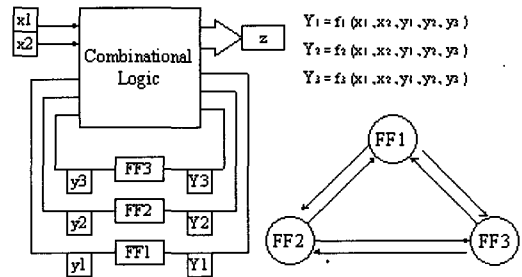 x1
x2
Combinational
Logic
z
y3
FF3
Y3
y2
FF2
Y2
y1
FF1
Y1
Y₁ = f₁ (x₁ ,x₂ ,y₁ ,y₂ ,y₃ )
Y₂ = f₂ (x₁ ,x₂ ,y₁ ,y₂ ,y₃ )
Y₃ = f₃ (x₁ ,x₂ ,y₁ ,y₂ ,y₃ )
FF1
FF2
FF3